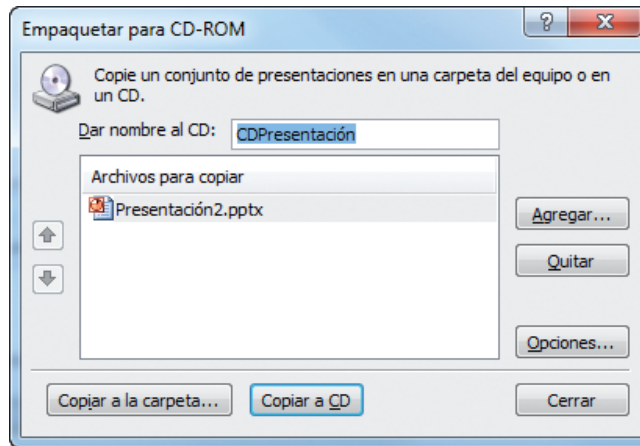 Empaquetar para CD-ROM
Copie un conjunto de presentaciones en una carpeta del equipo o en
un CD.
Dar nombre al CD: CDPresentación
Archivos para copiar
Presentación2.pptx
Agregar...
Quitar
Opciones...
Copiar a la carpeta... Copiar a CD Cerrar